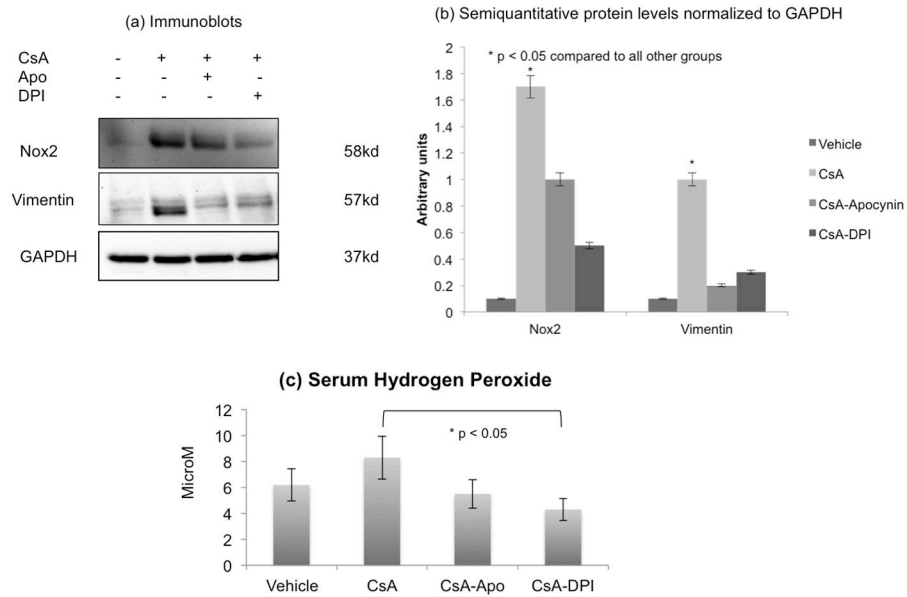 (a) Immunoblots
CsA - + + +
Apo - - + -
DPI - - - +
Nox2 58kd
Vimentin 57kd
GAPDH 37kd
(b) Semiquantitative protein levels normalized to GAPDH
* p < 0.05 compared to all other groups
Arbitrary units
2
1.8
1.6
1.4
1.2
1
0.8
0.6
0.4
0.2
0
*
*
Nox2 Vimentin
Vehicle
CsA
CsA-Apocynin
CsA-DPI
(c) Serum Hydrogen Peroxide
* p < 0.05
MicroM
12
10
8
6
4
2
0
Vehicle CsA CsA-Apo CsA-DPI